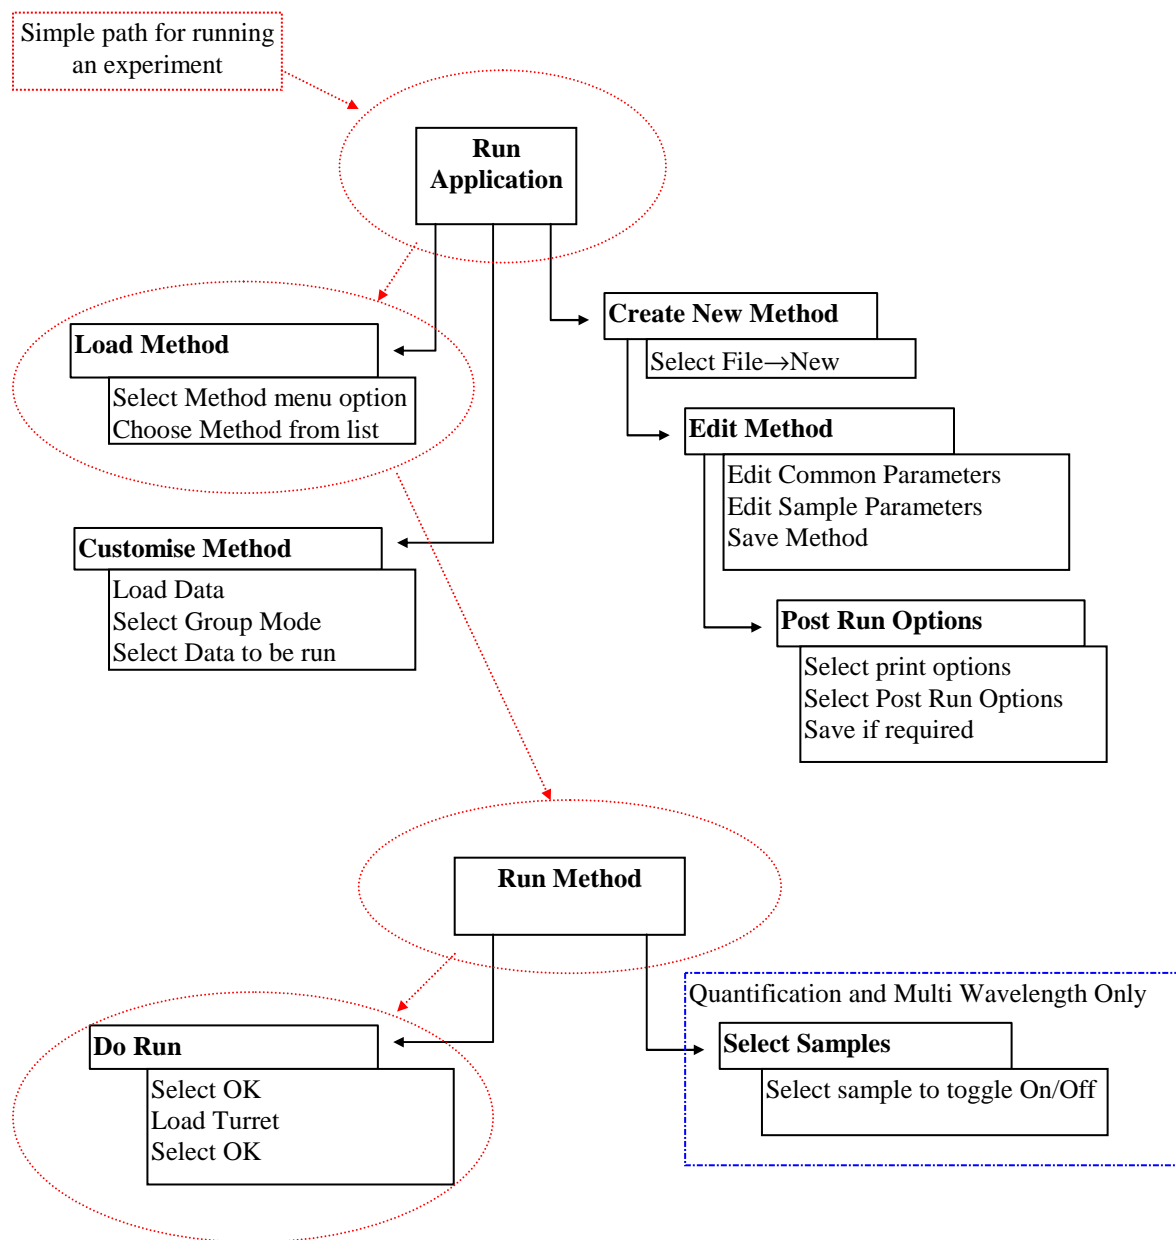 Simple path for running
an experiment
Run
Application
Load Method
Select Method menu option
Choose Method from list
Customise Method
Load Data
Select Group Mode
Select Data to be run
Create New Method
Select File→New
Edit Method
Edit Common Parameters
Edit Sample Parameters
Save Method
Post Run Options
Select print options
Select Post Run Options
Save if required
Run Method
Do Run
Select OK
Load Turret
Select OK
Quantification and Multi Wavelength Only
Select Samples
Select sample to toggle On/Off